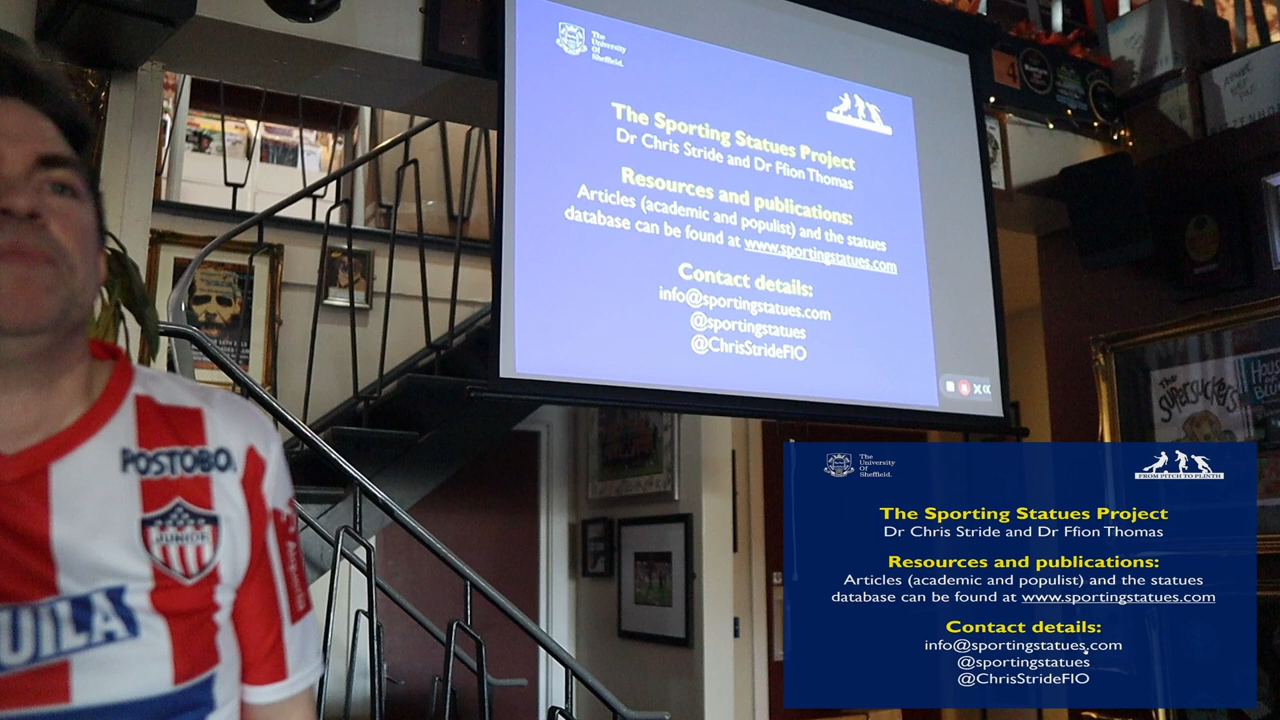 The
University
Of
Sheffield.
The Sporting Statues Project
Dr Chris Stride and Dr Ffion Thomas
Resources and publications:
Articles (academic and populist) and the statues
database can be found at www.sportingstatues.com
Contact details:
info@sportingstatues.com
@sportingstatues
@ChrisStrideFIO
4
POSTOBO
JUNIOR
UILA
THE
SUPERSUCKERS
The
University
Of
Sheffield.
FROM PITCH TO PLINTH
The Sporting Statues Project
Dr Chris Stride and Dr Ffion Thomas
Resources and publications:
Articles (academic and populist) and the statues
database can be found at www.sportingstatues.com
Contact details:
info@sportingstatues.com
@sportingstatues
@ChrisStrideFIO